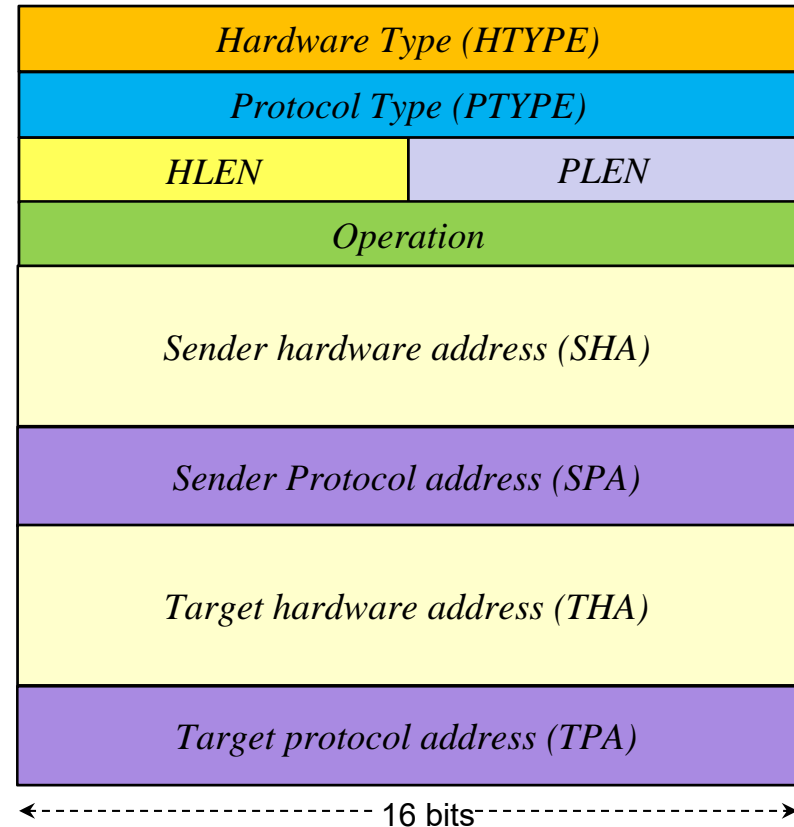 Hardware Type (HTYPE)
Protocol Type (PTYPE)
HLEN PLEN
Operation
Sender hardware address (SHA)
Sender Protocol address (SPA)
Target hardware address (THA)
Target protocol address (TPA)
16 bits